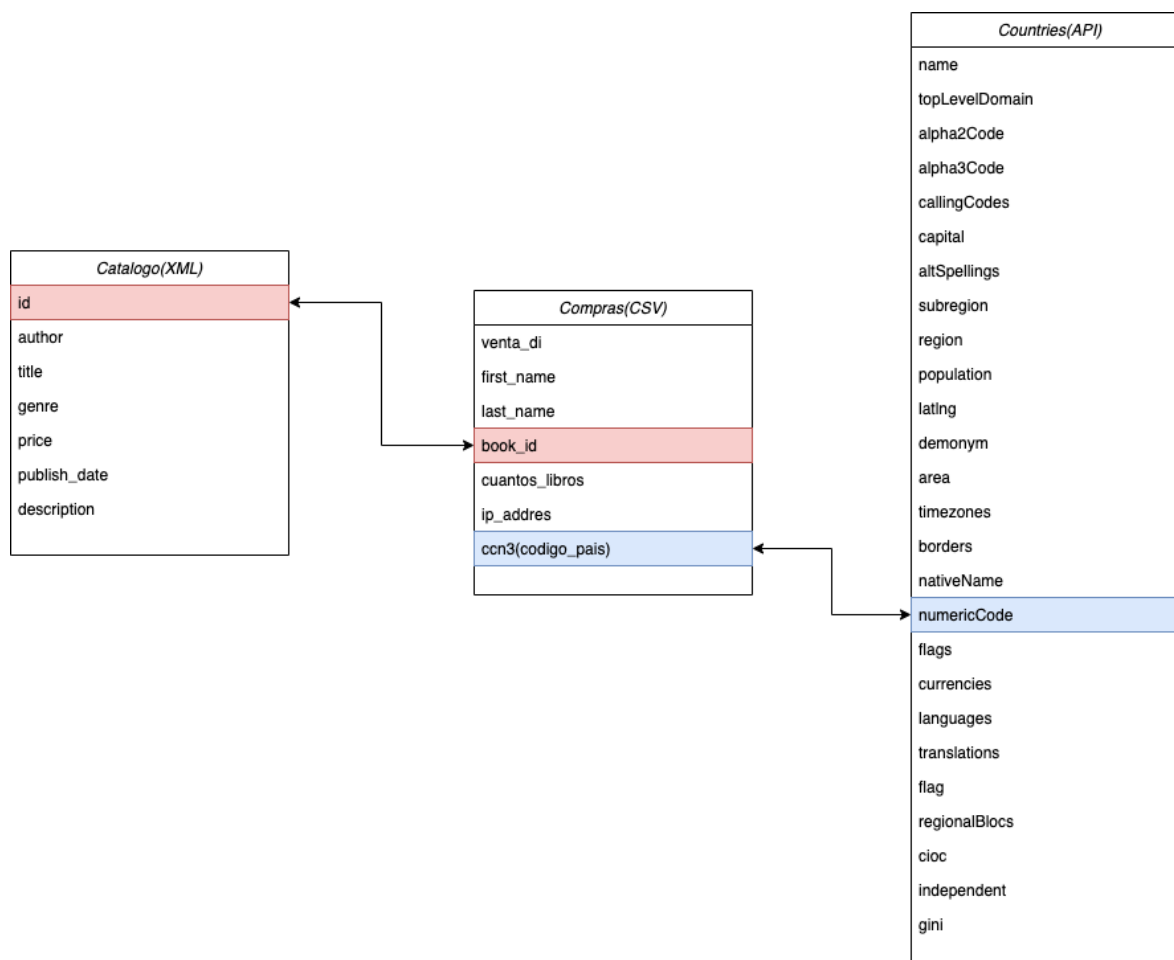 Catalogo(XML)
id
author
title
genre
price
publish_date
description
Compras(CSV)
venta_di
first_name
last_name
book_id
cuantos_libros
ip_addres
ccn3(codigo_pais)
Countries(API)
name
topLevelDomain
alpha2Code
alpha3Code
callingCodes
capital
altSpellings
subregion
region
population
latlng
demonym
area
timezones
borders
nativeName
numericCode
flags
currencies
languages
translations
flag
regionalBlocs
cioc
independent
gini